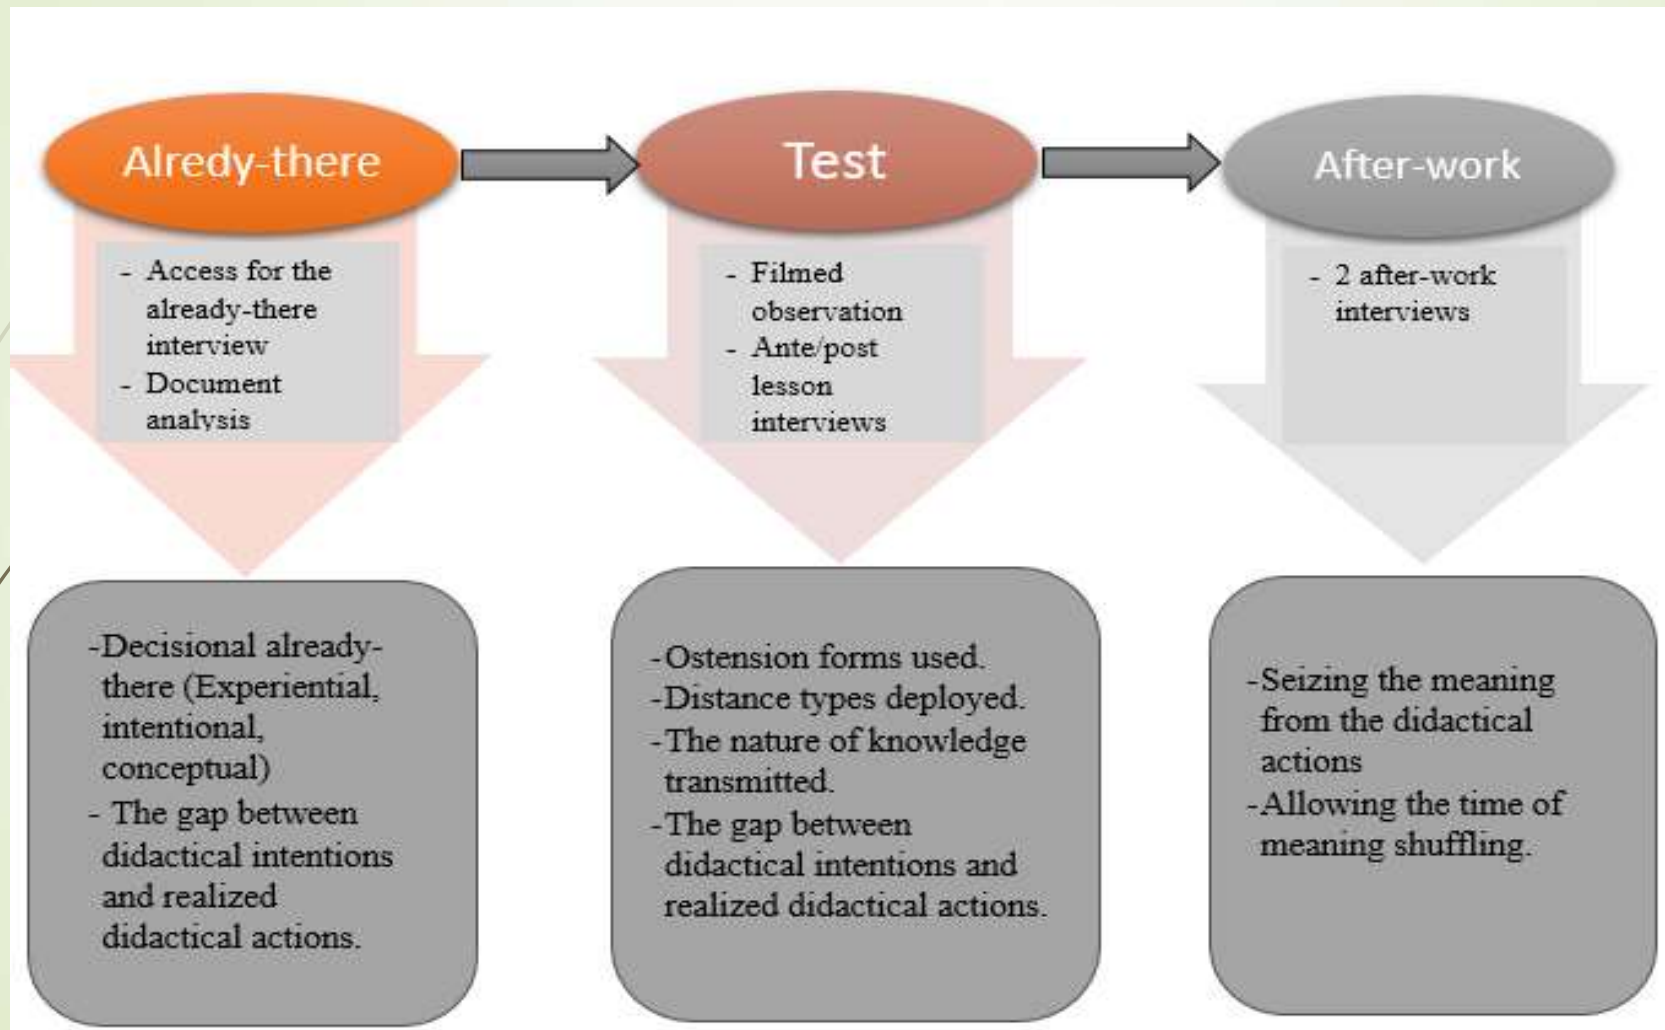 Alredy-there
Test
After-work
- Access for the
already-there
interview
- Document
analysis
- Filmed
observation
- Ante/post
lesson
interviews
- 2 after-work
interviews
-Decisional already-
there (Experiential,
intentional,
conceptual)
- The gap between
didactical intentions
and realized
didactical actions.
-Ostension forms used.
-Distance types deployed.
-The nature of knowledge
transmitted.
-The gap between
didactical intentions and
realized didactical actions.
-Seizing the meaning
from the didactical
actions
-Allowing the time of
meaning shuffling.